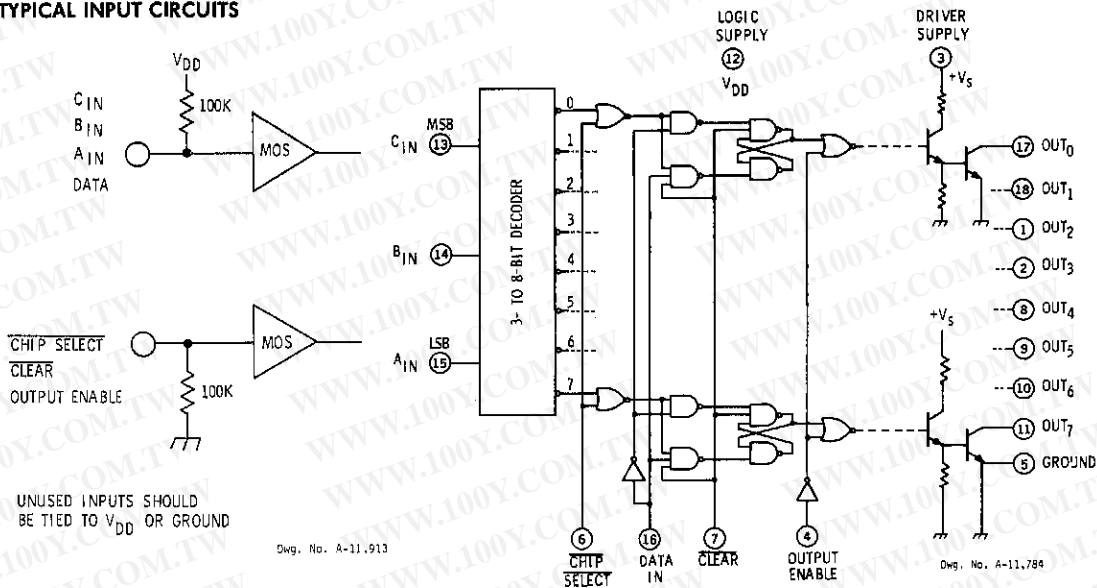 TYPICAL INPUT CIRCUITS
VDD
100K
CIN
BIN
AIN
DATA
MOS
CHIP SELECT
CLEAR
OUTPUT ENABLE
MOS
100K
UNUSED INPUTS SHOULD
BE TIED TO VDD OR GROUND
Dwg. No. A-11,913
LOGIC
SUPPLY
12
VDD
DRIVER
SUPPLY
3
+VS
MSB
CIN 13
BIN 14
LSB
AIN 15
3- TO 8-BIT DECODER
0
1
2
3
4
5
6
7
17 OUT0
18 OUT1
1 OUT2
2 OUT3
8 OUT4
9 OUT5
10 OUT6
11 OUT7
5 GROUND
+VS
6
CHIP
SELECT
16
DATA
IN
7
CLEAR
4
OUTPUT
ENABLE
Dwg. No. A-11,784
WWW.100Y.COM.TW